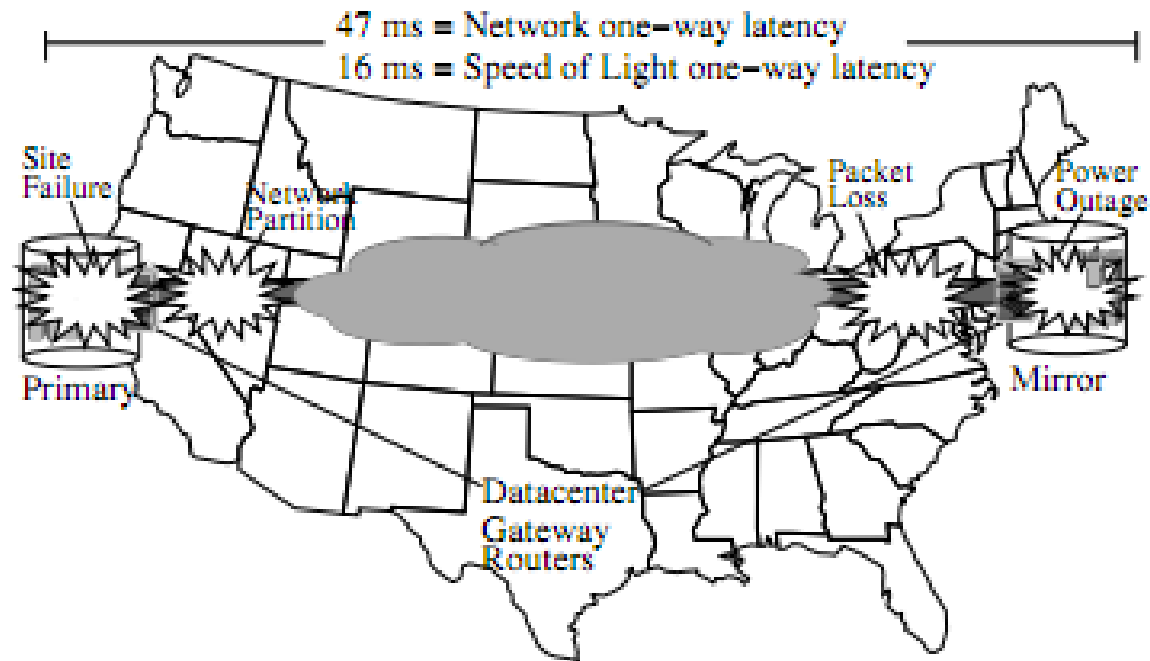 47 ms = Network one−way latency
16 ms = Speed of Light one−way latency
Site
Failure
Network
Partition
Packet
Loss
Power
Outage
Primary
Mirror
Datacenter
Gateway
Routers